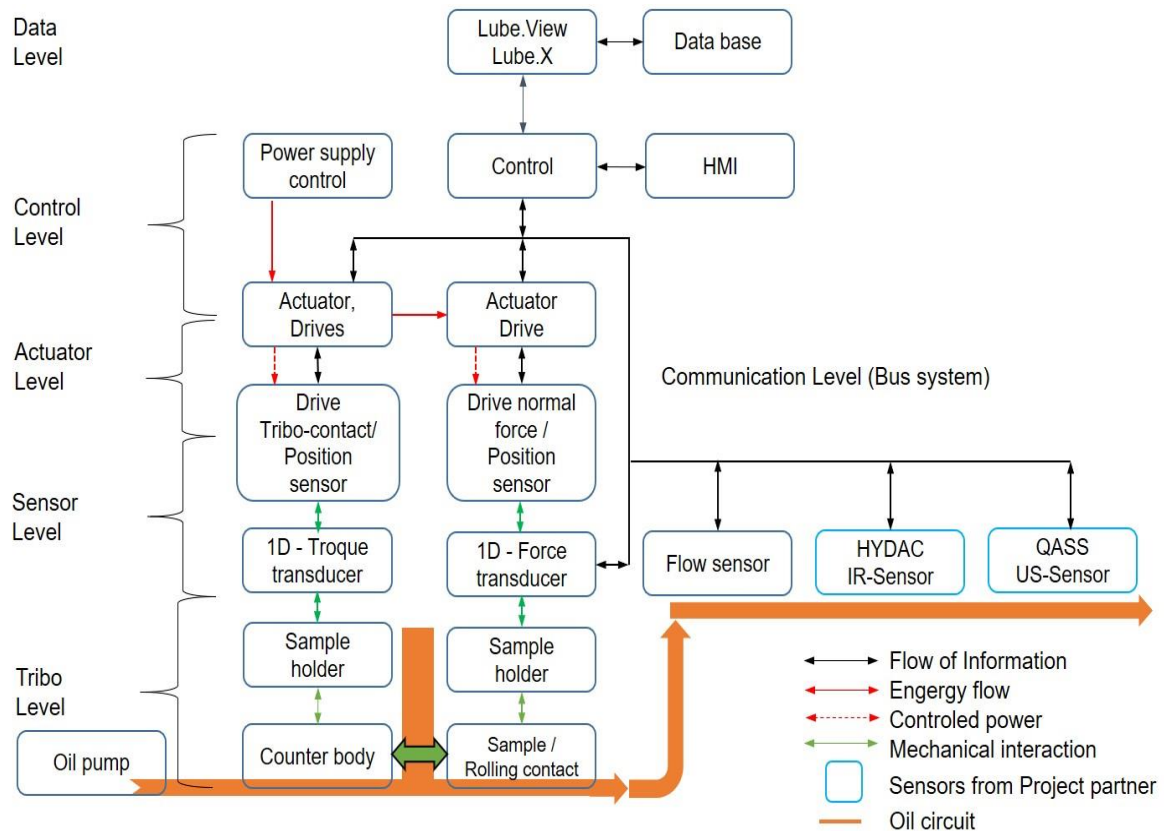 Data
Level
Lube.View
Lube.X
Data base
Control
Level
Power supply
control
Control
HMI
Actuator,
Drives
Actuator
Drive
Actuator
Level
Communication Level (Bus system)
Drive
Tribo-contact/
Position
sensor
Drive normal
force /
Position
sensor
Sensor
Level
1D - Troque
transducer
1D - Force
transducer
Flow sensor
HYDAC
IR-Sensor
QASS
US-Sensor
Sample
holder
Sample
holder
Tribo
Level
Oil pump
Counter body
Sample /
Rolling contact
Flow of Information
Engergy flow
Controled power
Mechanical interaction
Sensors from Project partner
Oil circuit